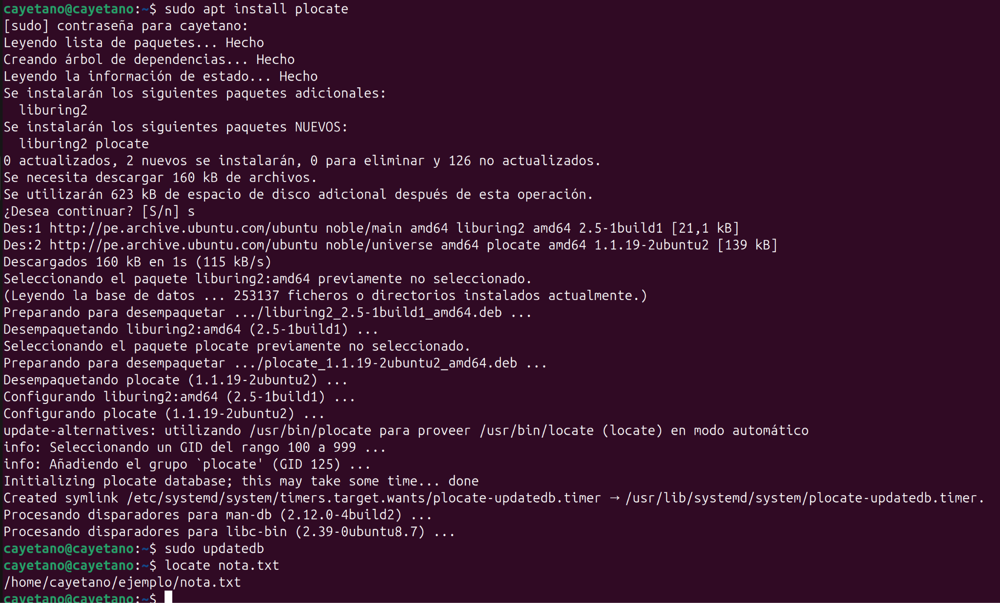 cayetano@cayetano:~$ sudo apt install plocate
[sudo] contraseña para cayetano:
Leyendo lista de paquetes... Hecho
Creando árbol de dependencias... Hecho
Leyendo la información de estado... Hecho
Se instalarán los siguientes paquetes adicionales:
  liburing2
Se instalarán los siguientes paquetes NUEVOS:
  liburing2 plocate
0 actualizados, 2 nuevos se instalarán, 0 para eliminar y 126 no actualizados.
Se necesita descargar 160 kB de archivos.
Se utilizarán 623 kB de espacio de disco adicional después de esta operación.
¿Desea continuar? [S/n] s
Des:1 http://pe.archive.ubuntu.com/ubuntu noble/main amd64 liburing2 amd64 2.5-1build1 [21,1 kB]
Des:2 http://pe.archive.ubuntu.com/ubuntu noble/universe amd64 plocate amd64 1.1.19-2ubuntu2 [139 kB]
Descargados 160 kB en 1s (115 kB/s)
Seleccionando el paquete liburing2:amd64 previamente no seleccionado.
(Leyendo la base de datos ... 253137 ficheros o directorios instalados actualmente.)
Preparando para desempaquetar .../liburing2_2.5-1build1_amd64.deb ...
Desempaquetando liburing2:amd64 (2.5-1build1) ...
Seleccionando el paquete plocate previamente no seleccionado.
Preparando para desempaquetar .../plocate_1.1.19-2ubuntu2_amd64.deb ...
Desempaquetando plocate (1.1.19-2ubuntu2) ...
Configurando liburing2:amd64 (2.5-1build1) ...
Configurando plocate (1.1.19-2ubuntu2) ...
update-alternatives: utilizando /usr/bin/plocate para proveer /usr/bin/locate (locate) en modo automático
info: Seleccionando un GID del rango 100 a 999 ...
info: Añadiendo el grupo `plocate' (GID 125) ...
Initializing plocate database; this may take some time... done
Created symlink /etc/systemd/system/timers.target.wants/plocate-updatedb.timer → /usr/lib/systemd/system/plocate-updatedb.timer.
Procesando disparadores para man-db (2.12.0-4build2) ...
Procesando disparadores para libc-bin (2.39-0ubuntu8.7) ...
cayetano@cayetano:~$ sudo updatedb
cayetano@cayetano:~$ locate nota.txt
/home/cayetano/ejemplo/nota.txt
cayetano@cayetano:~$